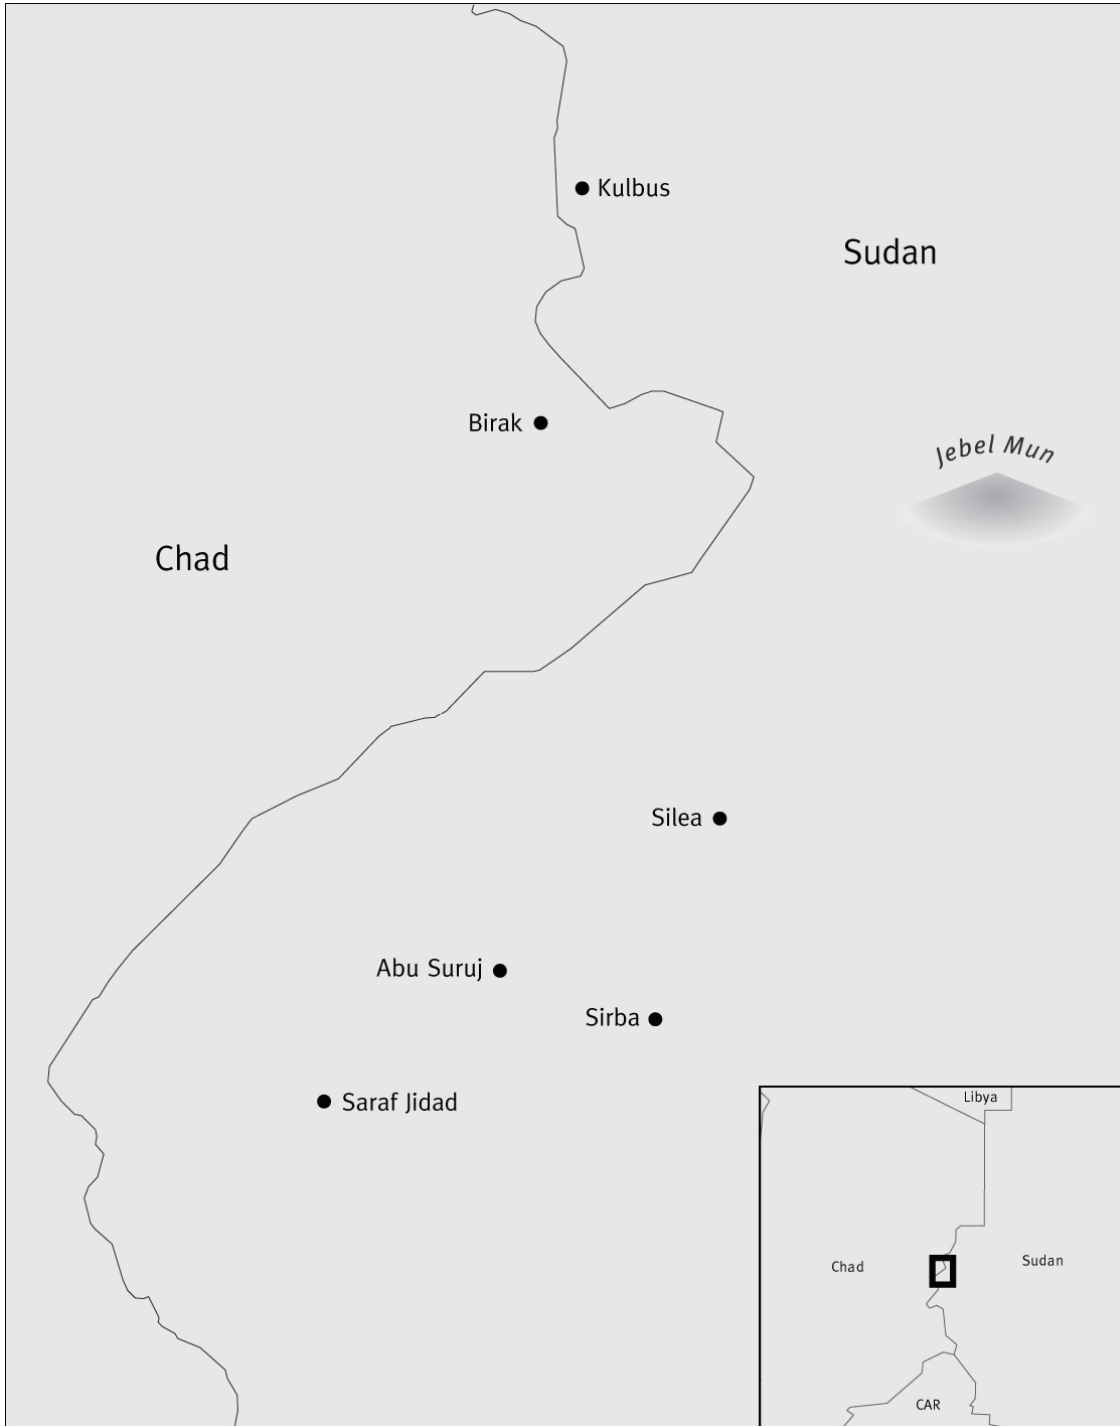 Kulbus
Sudan
Birak
Jebel Mun
Chad
Silea
Abu Suruj
Sirba
Saraf Jidad
Libya
Chad
Sudan
CAR